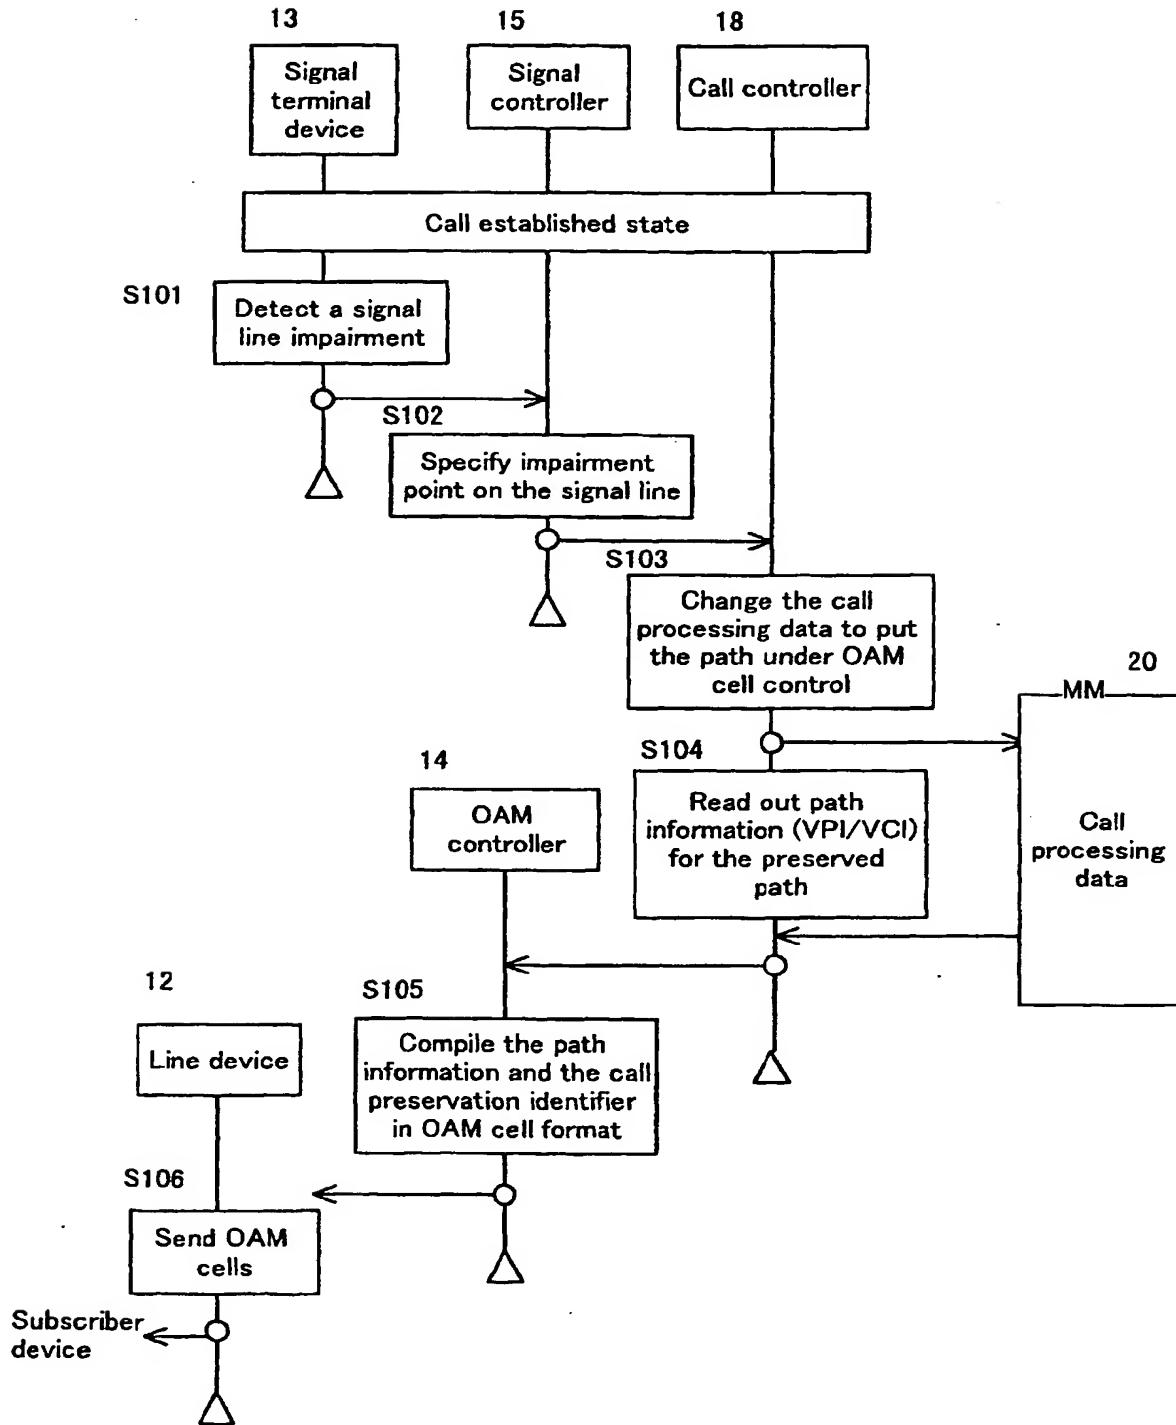 13
15
18
Signal
terminal
device
Signal
controller
Call controller
Call established state
S101
Detect a signal
line impairment
S102
Specify impairment
point on the signal line
S103
Change the call
processing data to put
the path under OAM
cell control
20
MM
Call
processing
data
S104
Read out path
information (VPI/VCI)
for the preserved
path
14
OAM
controller
S105
Compile the path
information and the call
preservation identifier
in OAM cell format
12
Line device
S106
Send OAM
cells
Subscriber
device